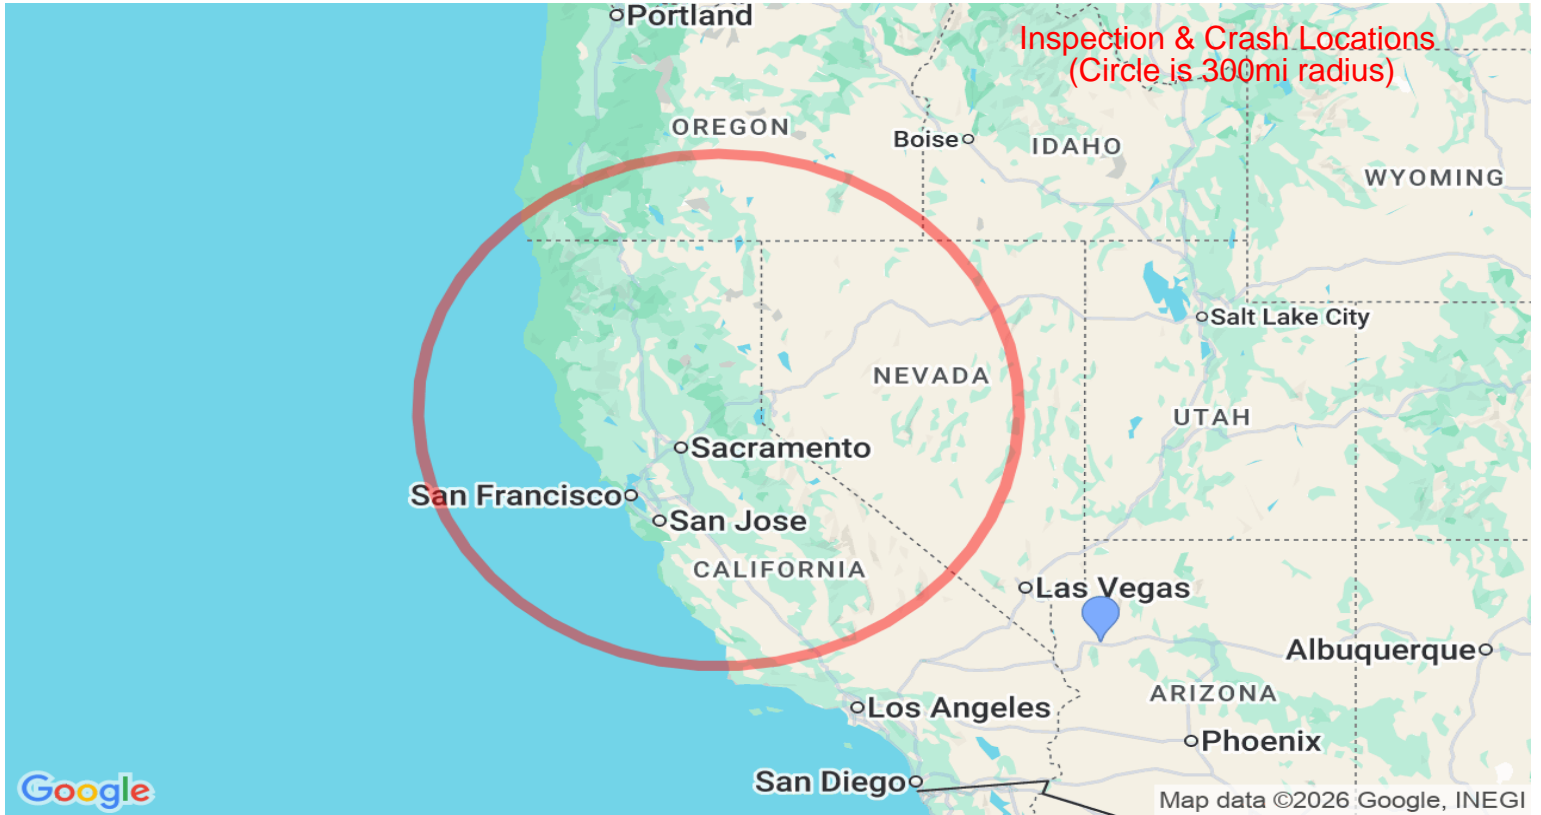 Portland
Inspection & Crash Locations
(Circle is 300mi radius)
OREGON
Boise
IDAHO
WYOMING
Salt Lake City
NEVADA
UTAH
Sacramento
San Francisco
San Jose
CALIFORNIA
Las Vegas
Albuquerque
ARIZONA
Los Angeles
Phoenix
San Diego
Google
Map data ©2026 Google, INEGI